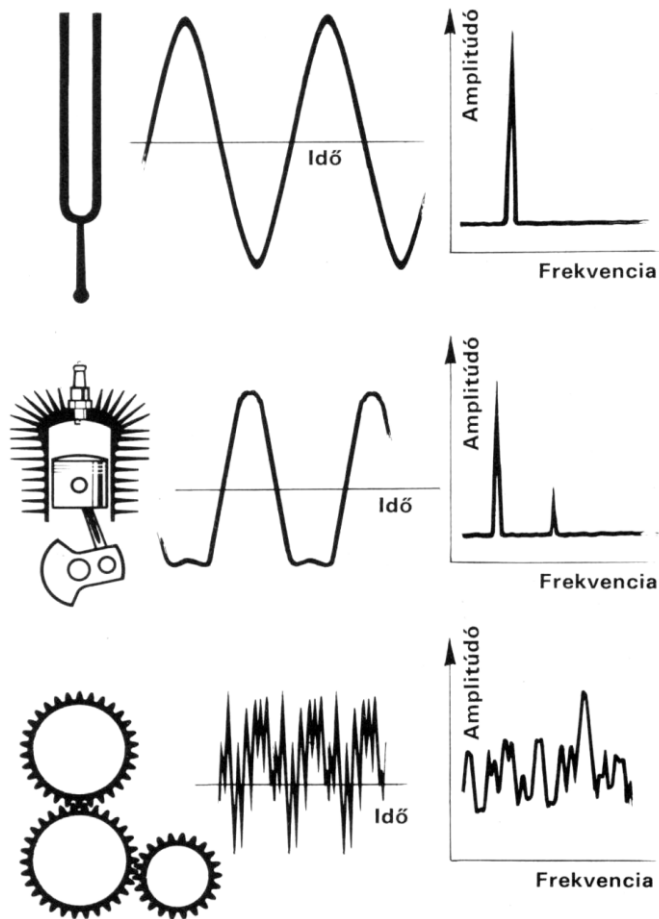 Idő
Amplitúdó
Frekvencia
Idő
Amplitúdó
Frekvencia
Idő
Amplitúdó
Frekvencia